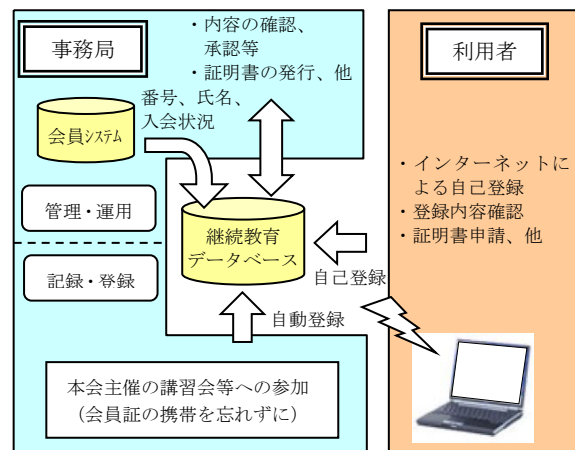 事務局
・内容の確認、
承認等
・証明書の発行、他
番号、氏名、
入会状況
会員システム
管理・運用
記録・登録
継続教育
データベース
自己登録
自動登録
本会主催の講習会等への参加
（会員証の携帯を忘れずに）
利用者
・インターネットに
よる自己登録
・登録内容確認
・証明書申請、他